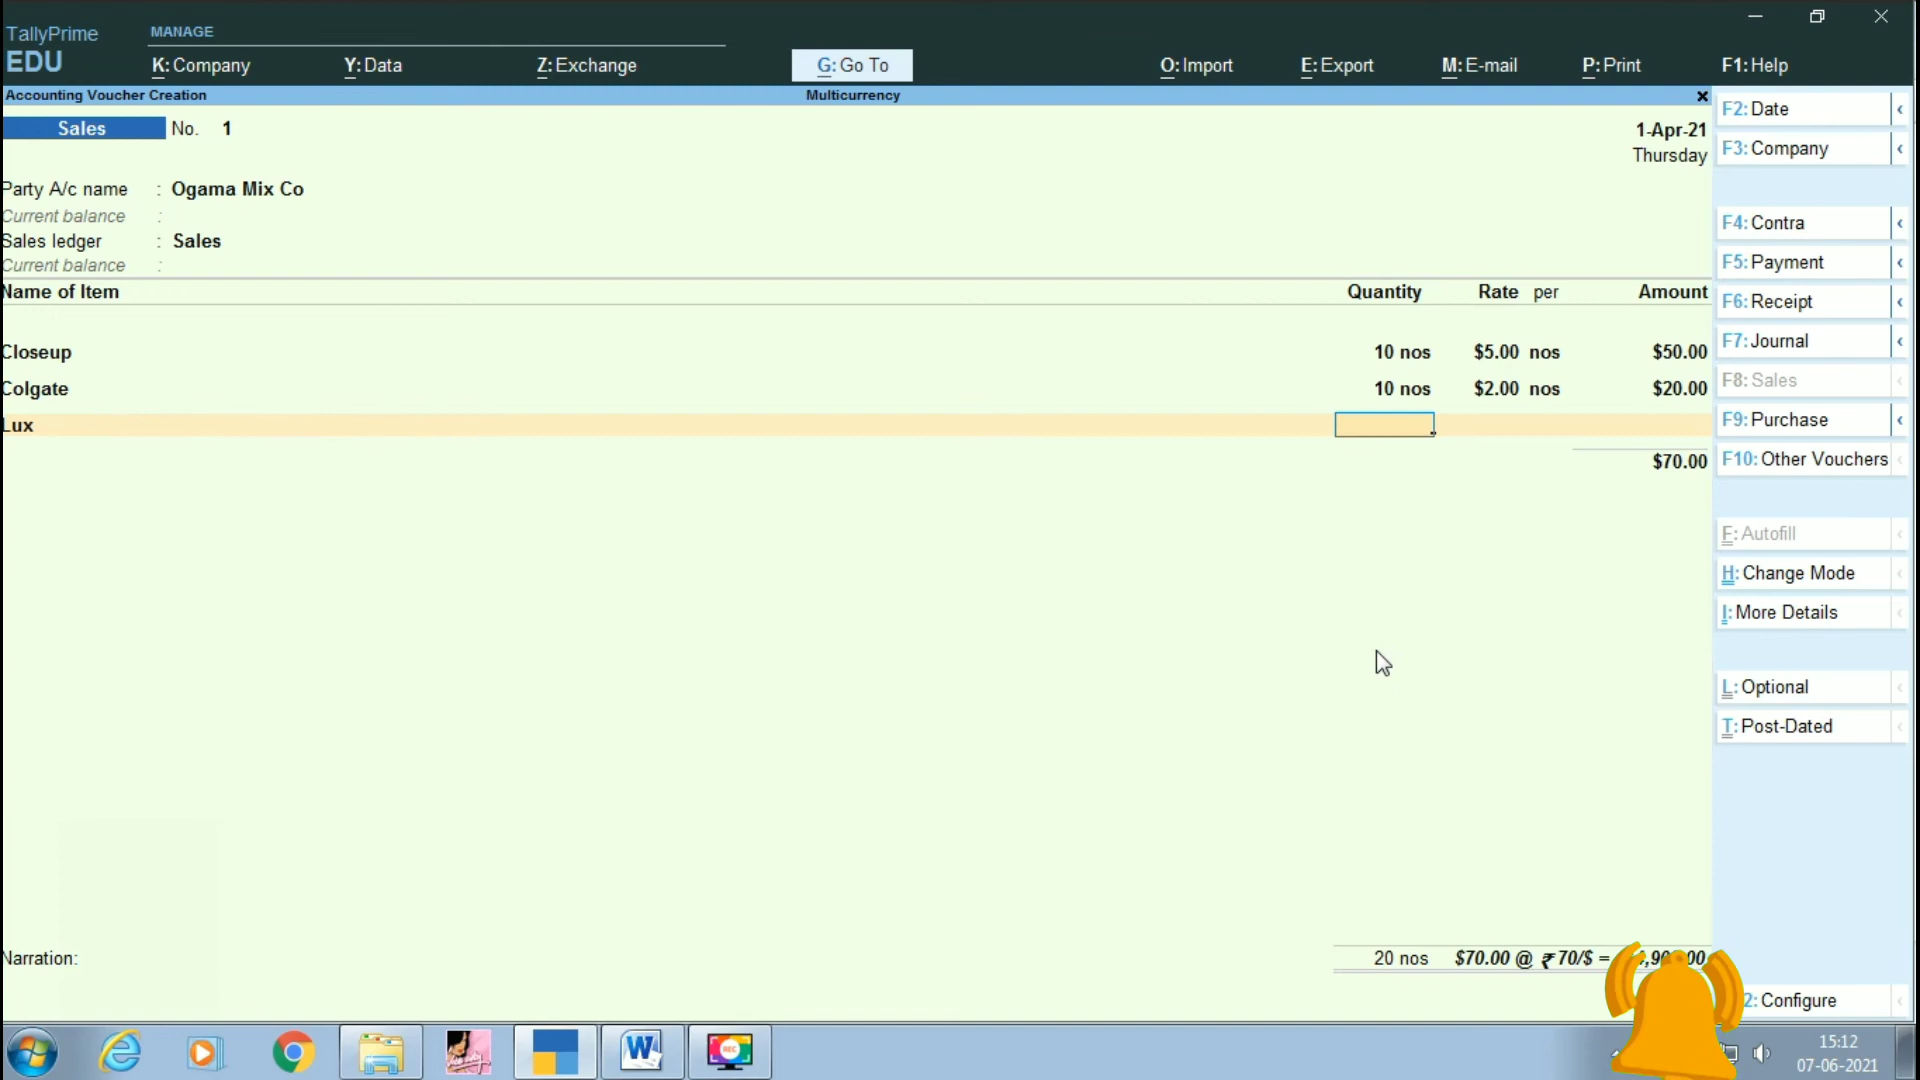 TallyPrime
EDU
MANAGE
K: Company
Y: Data
Z: Exchange
G: Go To
O: Import
E: Export
M: E-mail
P: Print
F1: Help
Accounting Voucher Creation
Multicurrency
Sales No. 1
1-Apr-21
Thursday
Party A/c name : Ogama Mix Co
Current balance :
Sales ledger : Sales
Current balance :
Name of Item Quantity Rate per Amount
Closeup 10 nos $5.00 nos $50.00
Colgate 10 nos $2.00 nos $20.00
Lux
$70.00
Narration: 20 nos $70.00 @ ₹ 70/$ =
F2: Date
F3: Company
F4: Contra
F5: Payment
F6: Receipt
F7: Journal
F8: Sales
F9: Purchase
F10: Other Vouchers
F: Autofill
H: Change Mode
I: More Details
L: Optional
T: Post-Dated
2: Configure
W
REC
15:12
07-06-2021